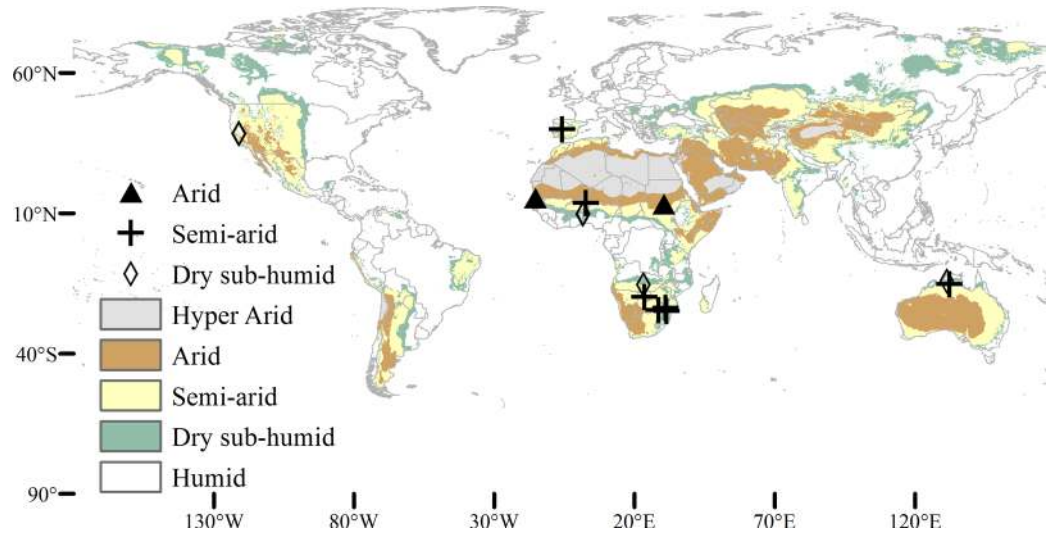 60°N
Arid
10°N
Semi-arid
Dry sub-humid
Hyper Arid
Arid
40°S
Semi-arid
Dry sub-humid
Humid
90°
130°W 80°W 30°W 20°E 70°E 120°E